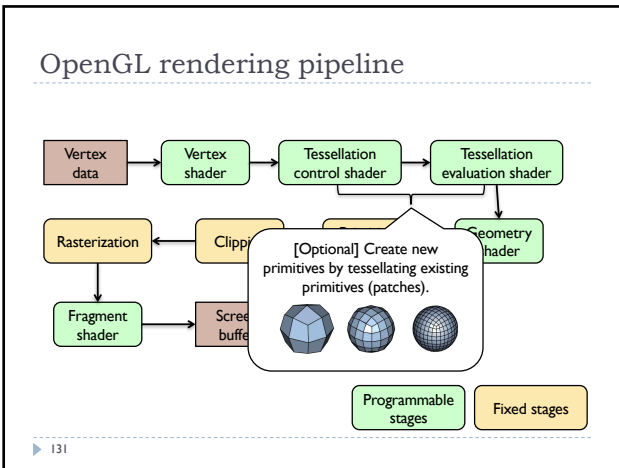 OpenGL rendering pipeline
Vertex
data
Vertex
shader
Tessellation
control shader
Tessellation
evaluation shader
Rasterization
[Optional] Create new
primitives by tessellating existing
primitives (patches).
Fragment
shader
Programmable
stages
Fixed stages
131